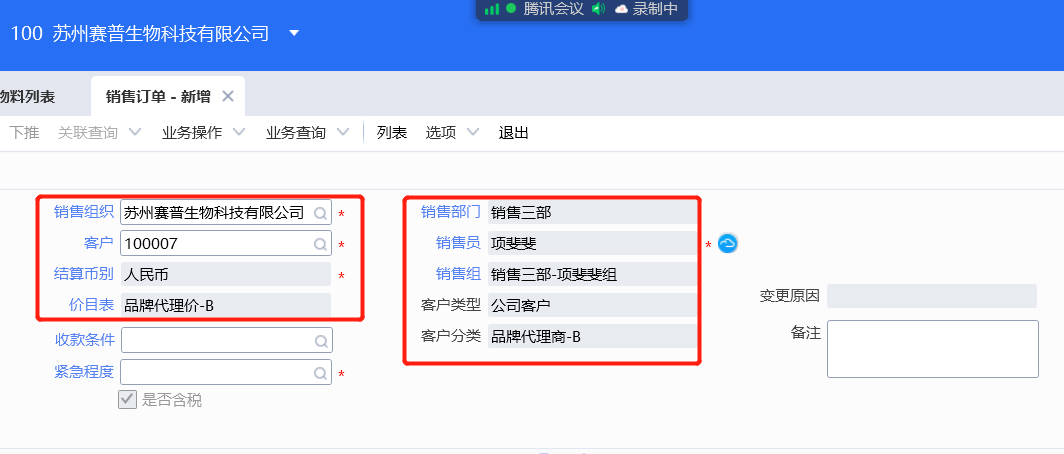 腾讯会议 录制中
100 苏州赛普生物科技有限公司
物料列表 销售订单 - 新增
下推 关联查询 业务操作 业务查询 列表 选项 退出
销售组织 苏州赛普生物科技有限公司 *
客户 100007 *
结算币别 人民币 *
价目表 品牌代理价-B
收款条件
紧急程度 *
是否含税
销售部门 销售三部
销售员 项斐斐 *
销售组 销售三部-项斐斐组
客户类型 公司客户
客户分类 品牌代理商-B
变更原因
备注